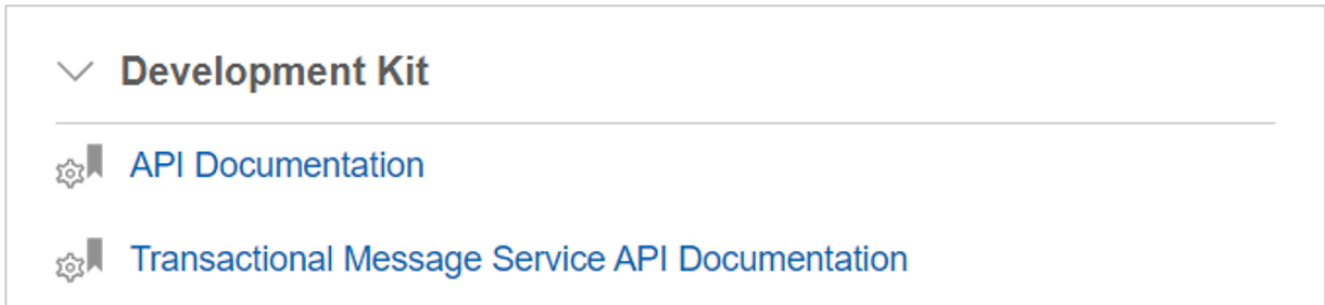 Development Kit
API Documentation
Transactional Message Service API Documentation